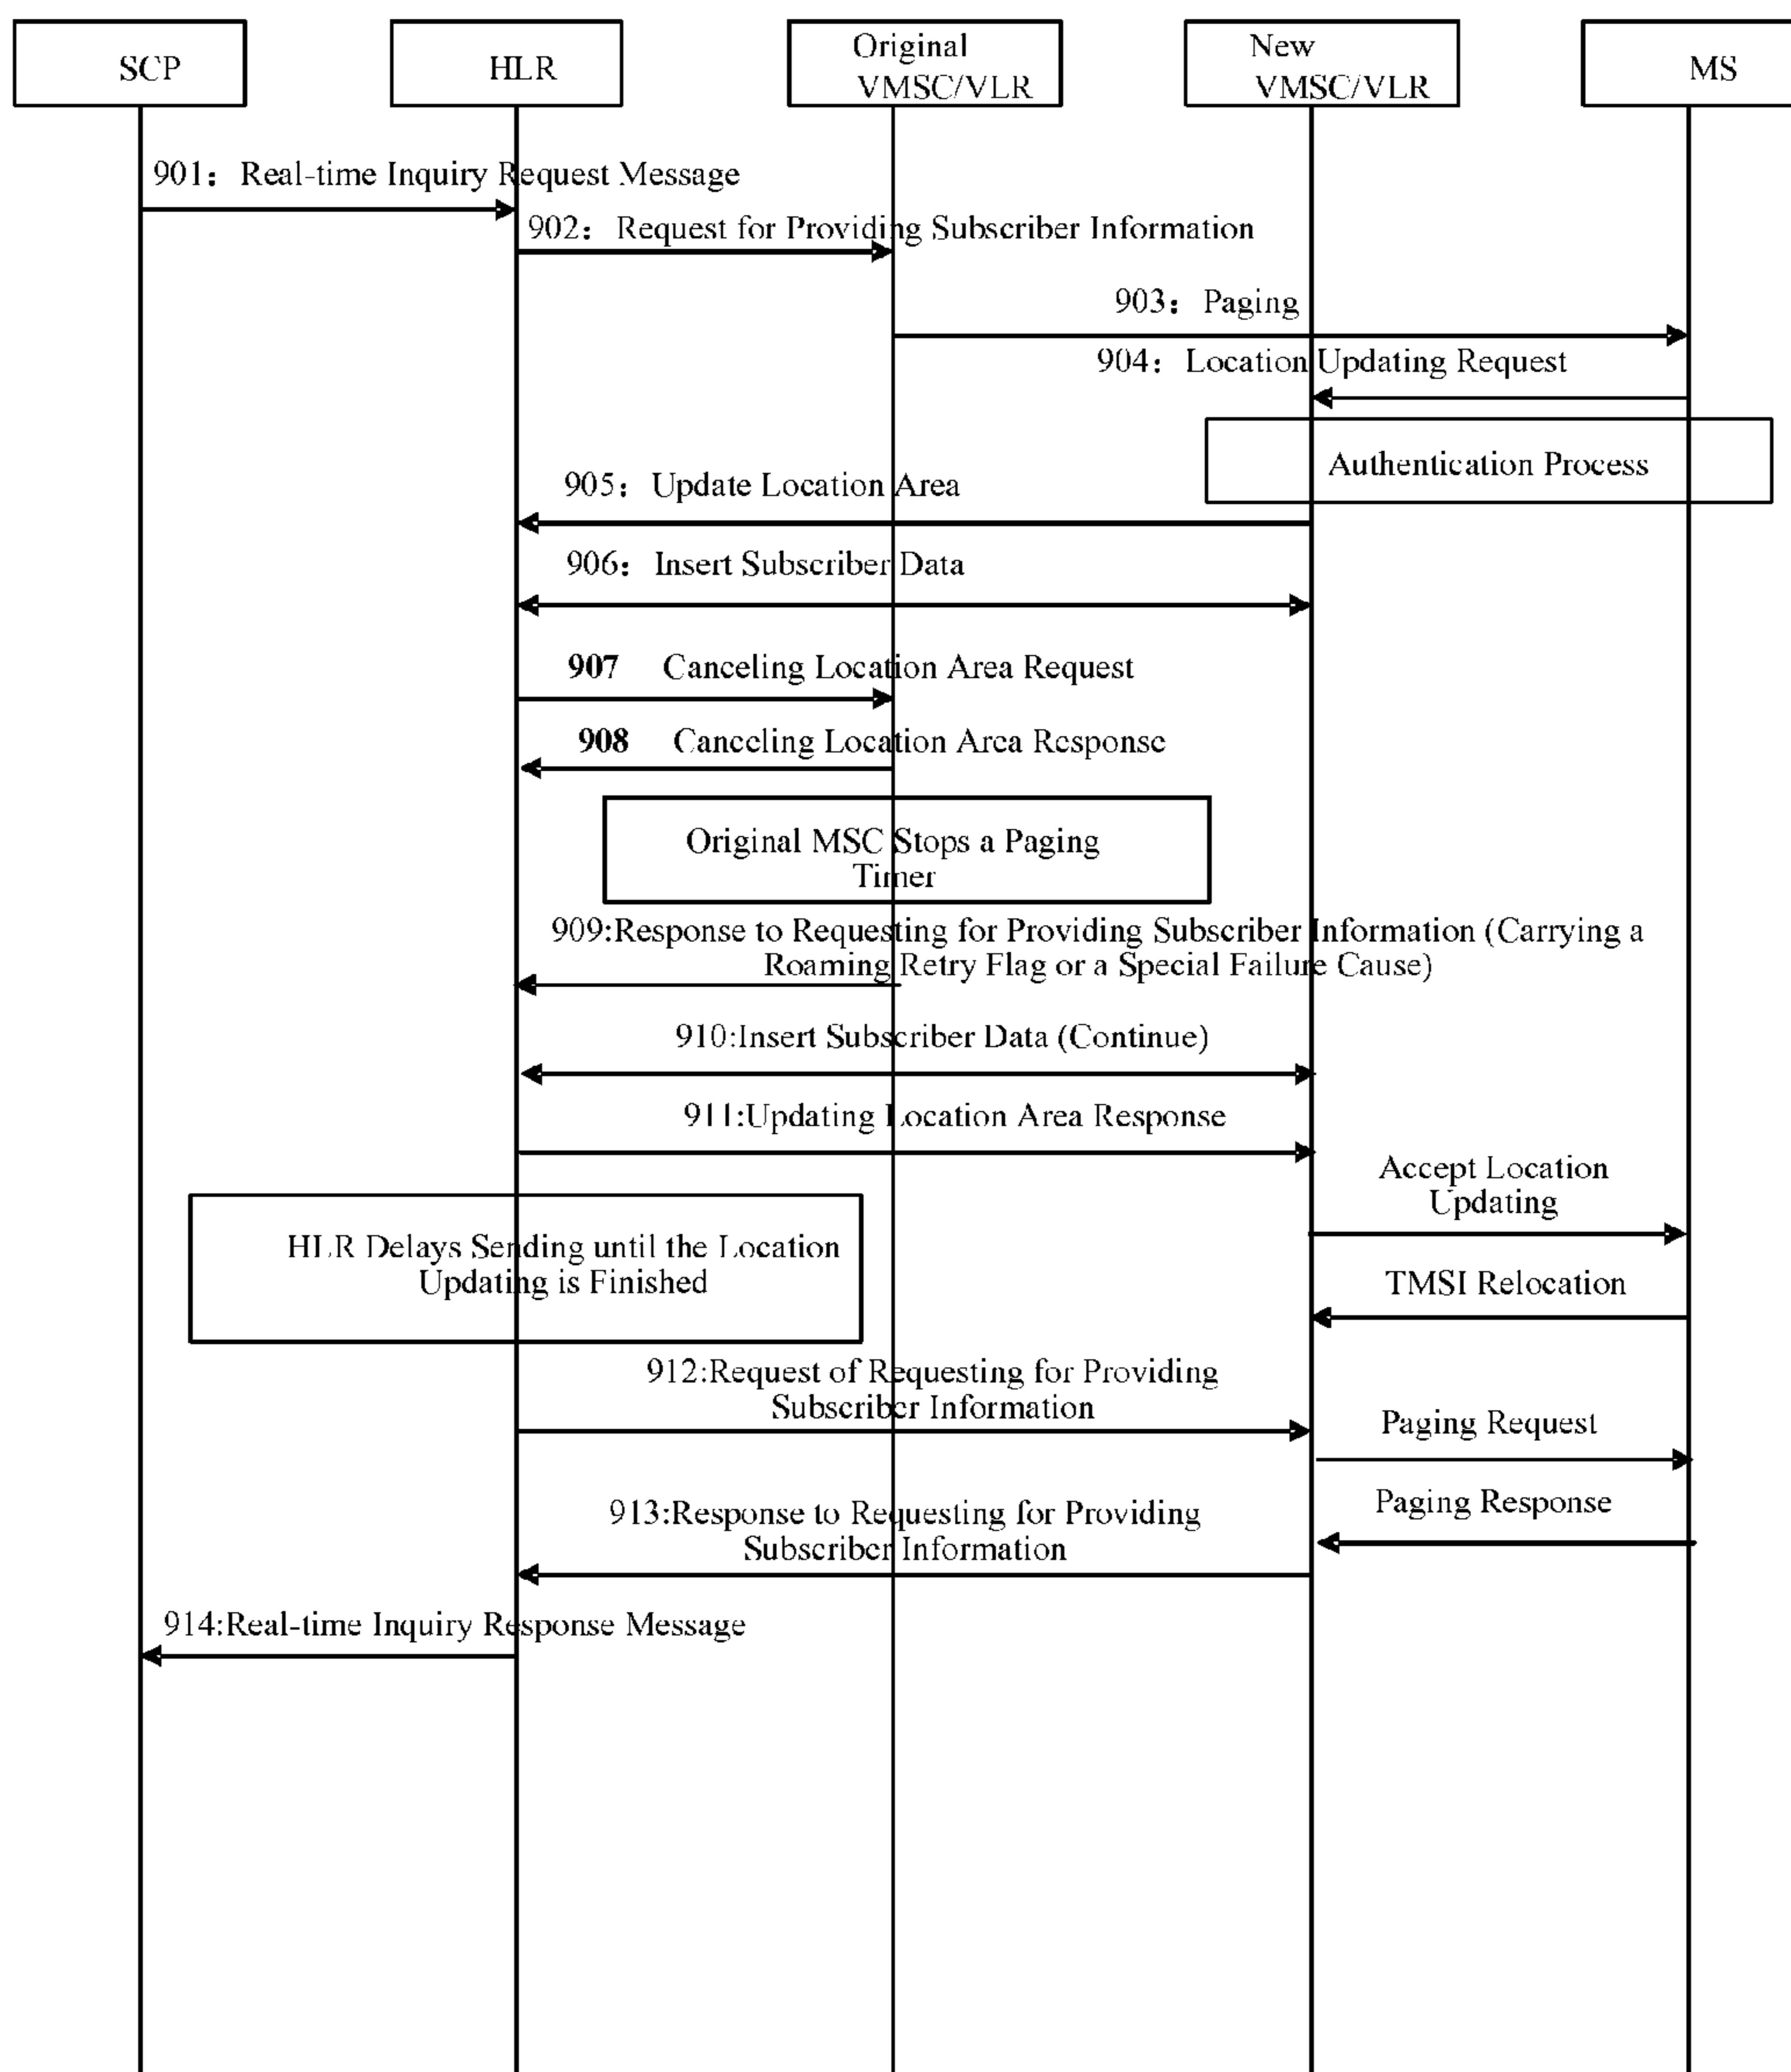 SCP
HLR
Original
VMSC/VLR
New
VMSC/VLR
MS
901：Real-time Inquiry Request Message
902：Request for Providing Subscriber Information
903：Paging
904：Location Updating Request
Authentication Process
905：Update Location Area
906：Insert Subscriber Data
907 Canceling Location Area Request
908 Canceling Location Area Response
Original MSC Stops a Paging
Timer
909:Response to Requesting for Providing Subscriber Information (Carrying a
Roaming Retry Flag or a Special Failure Cause)
910:Insert Subscriber Data (Continue)
911:Updating Location Area Response
Accept Location
Updating
HLR Delays Sending until the Location
Updating is Finished
TMSI Relocation
912:Request of Requesting for Providing
Subscriber Information
Paging Request
Paging Response
913:Response to Requesting for Providing
Subscriber Information
914:Real-time Inquiry Response Message